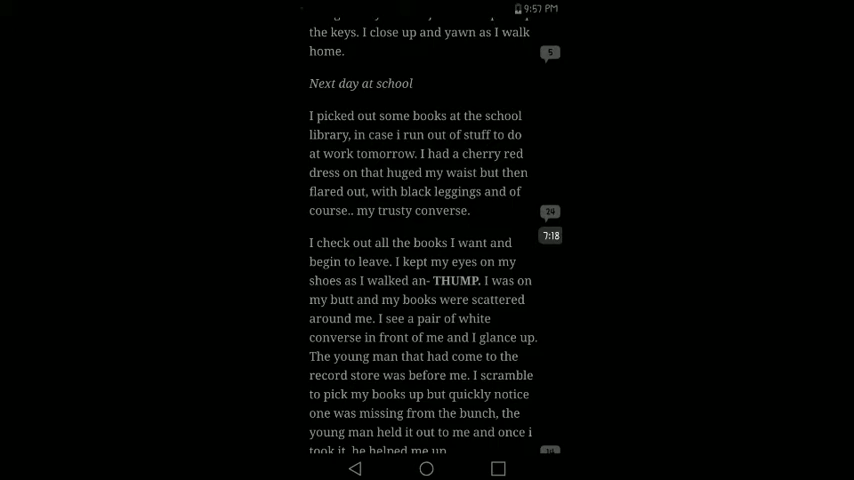 9:57 PM
the keys. I close up and yawn as I walk
home.
5
Next day at school
I picked out some books at the school
library, in case i run out of stuff to do
at work tomorrow. I had a cherry red
dress on that huged my waist but then
flared out, with black leggings and of
course.. my trusty converse.
29
7:18
I check out all the books I want and
begin to leave. I kept my eyes on my
shoes as I walked an- THUMP. I was on
my butt and my books were scattered
around me. I see a pair of white
converse in front of me and I glance up.
The young man that had come to the
record store was before me. I scramble
to pick my books up but quickly notice
one was missing from the bunch, the
young man held it out to me and once i
took it, he helped me up